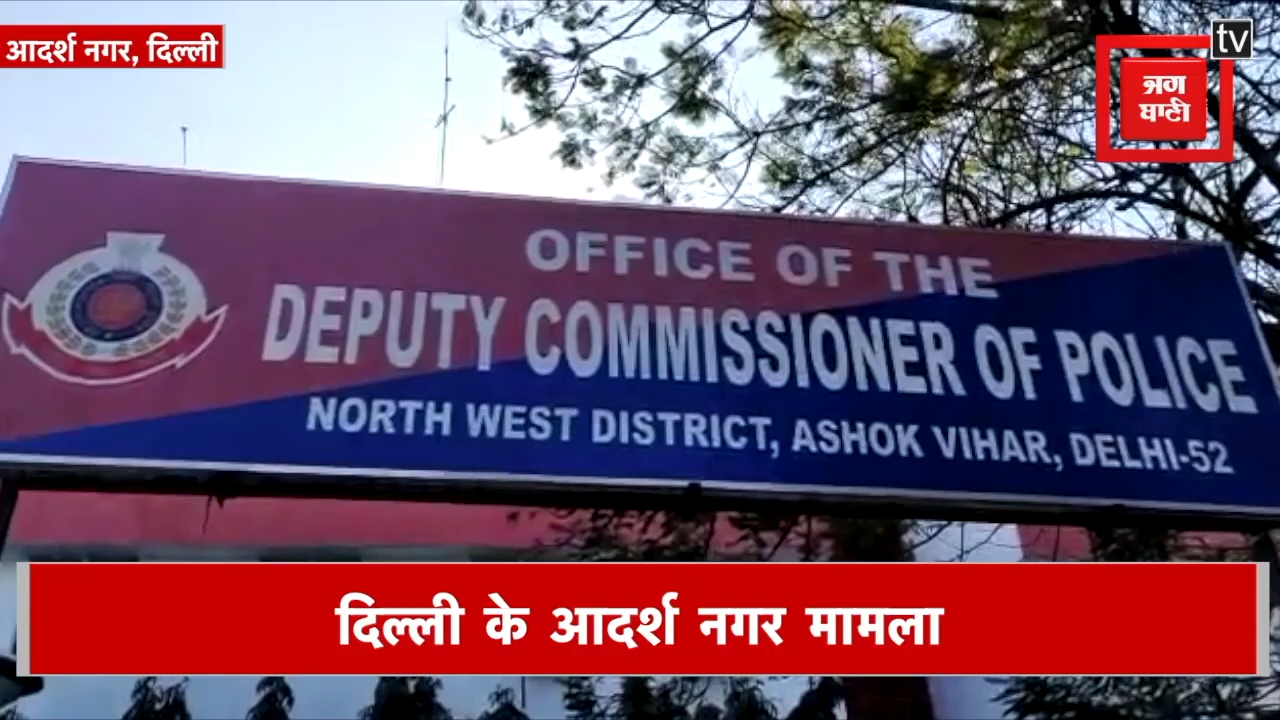 आदर्श नगर, दिल्ली
tv
ਜਗ
ਬਾਣੀ
OFFICE OF THE
DEPUTY COMMISSIONER OF POLICE
NORTH WEST DISTRICT, ASHOK VIHAR, DELHI-52
दिल्ली के आदर्श नगर मामला